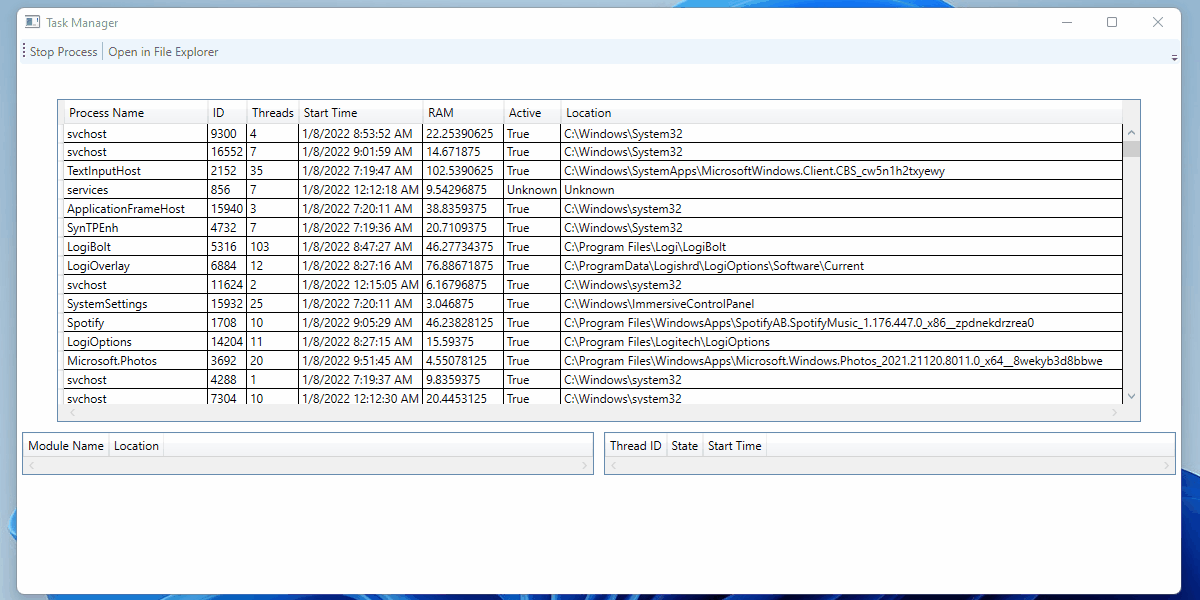 Task Manager
Stop Process Open in File Explorer
Process Name ID Threads Start Time RAM Active Location
svchost 9300 4 1/8/2022 8:53:52 AM 22.25390625 True C:\Windows\System32
svchost 16552 7 1/8/2022 9:01:59 AM 14.671875 True C:\Windows\System32
TextInputHost 2152 35 1/8/2022 7:19:47 AM 102.5390625 True C:\Windows\SystemApps\MicrosoftWindows.Client.CBS_cw5n1h2txyewy
services 856 7 1/8/2022 12:12:18 AM 9.54296875 Unknown Unknown
ApplicationFrameHost 15940 3 1/8/2022 7:20:11 AM 38.8359375 True C:\Windows\system32
SynTPEnh 4732 7 1/8/2022 7:19:36 AM 20.7109375 True C:\Windows\System32
LogiBolt 5316 103 1/8/2022 8:47:27 AM 46.27734375 True C:\Program Files\Logi\LogiBolt
LogiOverlay 6884 12 1/8/2022 8:27:16 AM 76.88671875 True C:\ProgramData\Logishrd\LogiOptions\Software\Current
svchost 11624 2 1/8/2022 12:15:05 AM 6.16796875 True C:\Windows\system32
SystemSettings 15932 25 1/8/2022 7:20:11 AM 3.046875 True C:\Windows\ImmersiveControlPanel
Spotify 1708 10 1/8/2022 9:05:29 AM 46.23828125 True C:\Program Files\WindowsApps\SpotifyAB.SpotifyMusic_1.176.447.0_x86__zpdnekdrzrea0
LogiOptions 14204 11 1/8/2022 8:27:15 AM 15.59375 True C:\Program Files\Logitech\LogiOptions
Microsoft.Photos 3692 20 1/8/2022 9:51:45 AM 4.55078125 True C:\Program Files\WindowsApps\Microsoft.Windows.Photos_2021.21120.8011.0_x64__8wekyb3d8bbwe
svchost 4288 1 1/8/2022 7:19:37 AM 9.8359375 True C:\Windows\system32
svchost 7304 10 1/8/2022 12:12:30 AM 20.4453125 True C:\Windows\system32
Module Name Location
Thread ID State Start Time